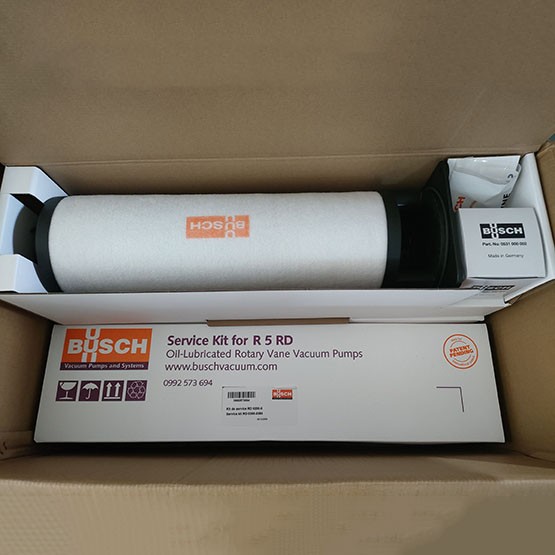 BUSCH
BUSCH
Part.No: 0531 000 002
Made in Germany
BUSCH
Vacuum Pumps and Systems
Service Kit for R 5 RD
Oil-Lubricated Rotary Vane Vacuum Pumps
www.buschvacuum.com
0992 573 694
PATENT
PENDING
BUSCH